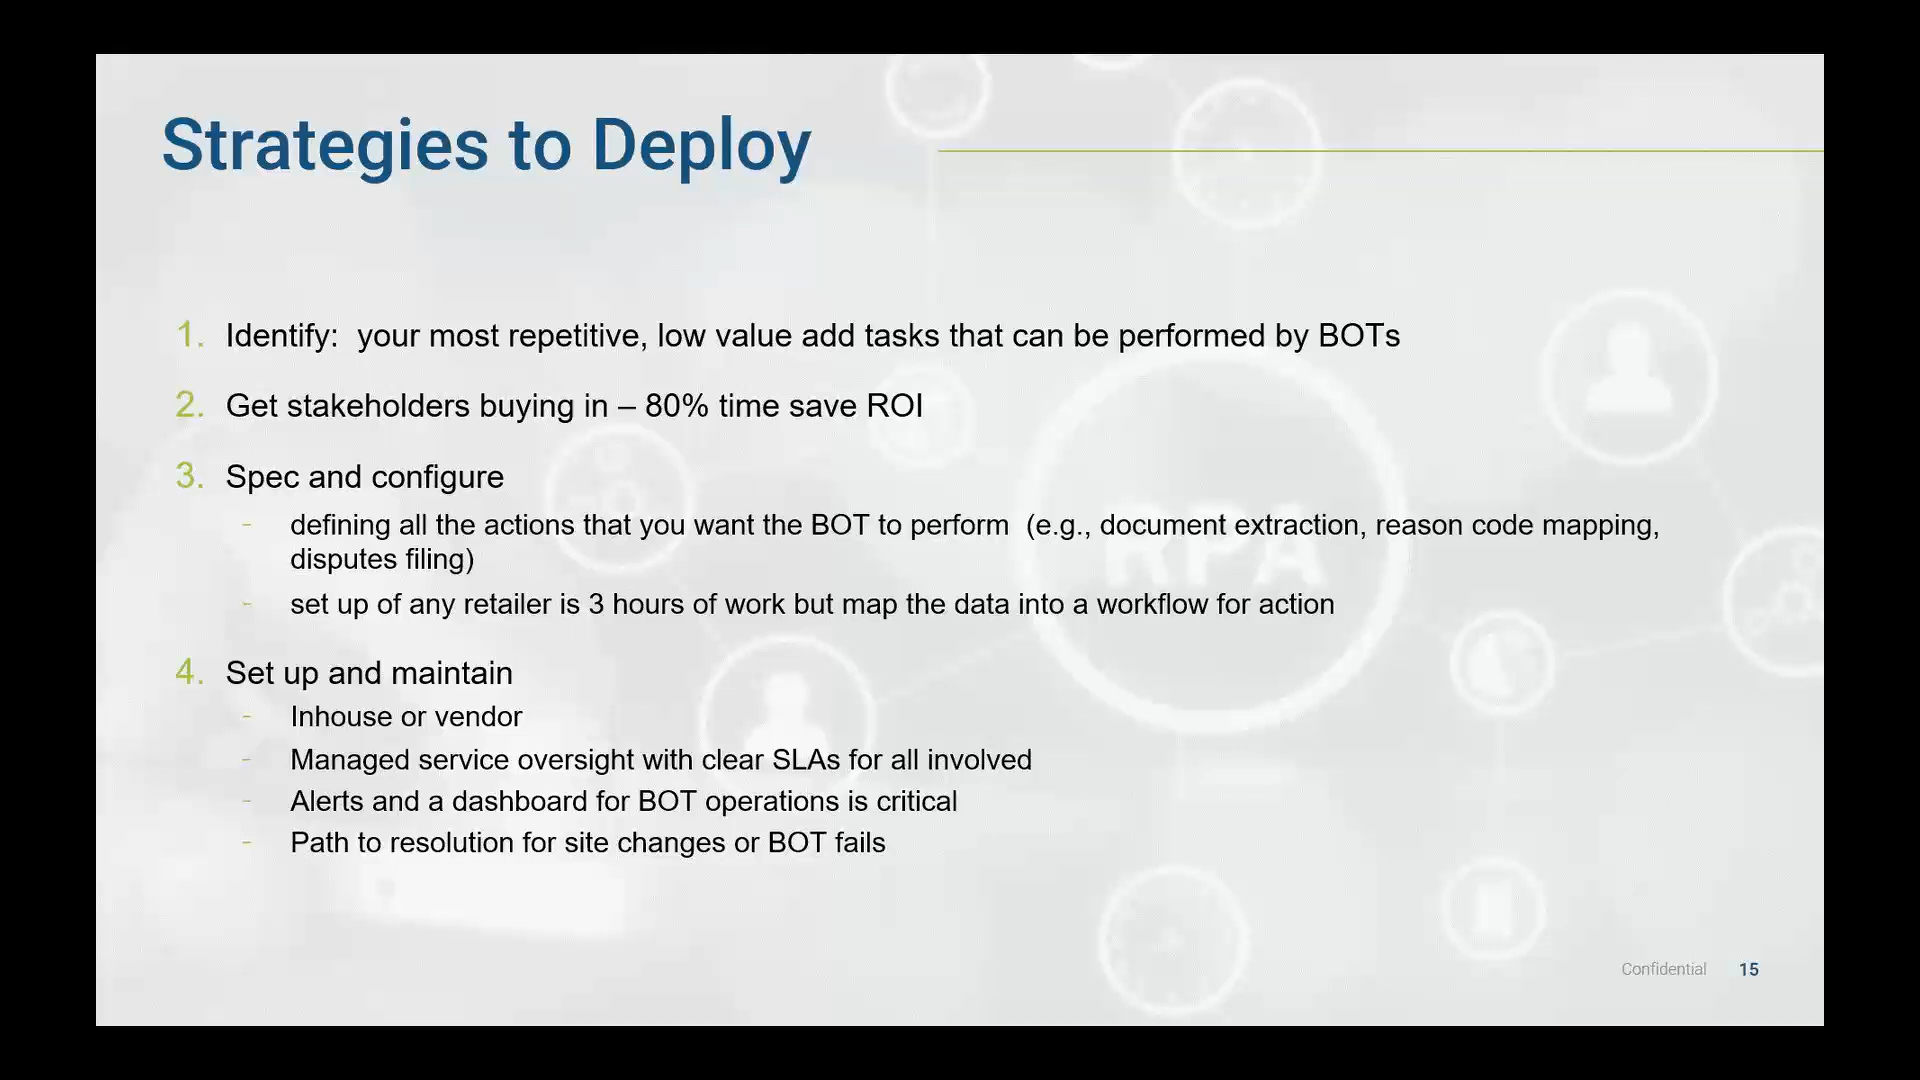 Strategies to Deploy
1. Identify:  your most repetitive, low value add tasks that can be performed by BOTs
2. Get stakeholders buying in – 80% time save ROI
3. Spec and configure
- defining all the actions that you want the BOT to perform  (e.g., document extraction, reason code mapping,
disputes filing)
- set up of any retailer is 3 hours of work but map the data into a workflow for action
4. Set up and maintain
- Inhouse or vendor
- Managed service oversight with clear SLAs for all involved
- Alerts and a dashboard for BOT operations is critical
- Path to resolution for site changes or BOT fails
RPA
Confidential 15